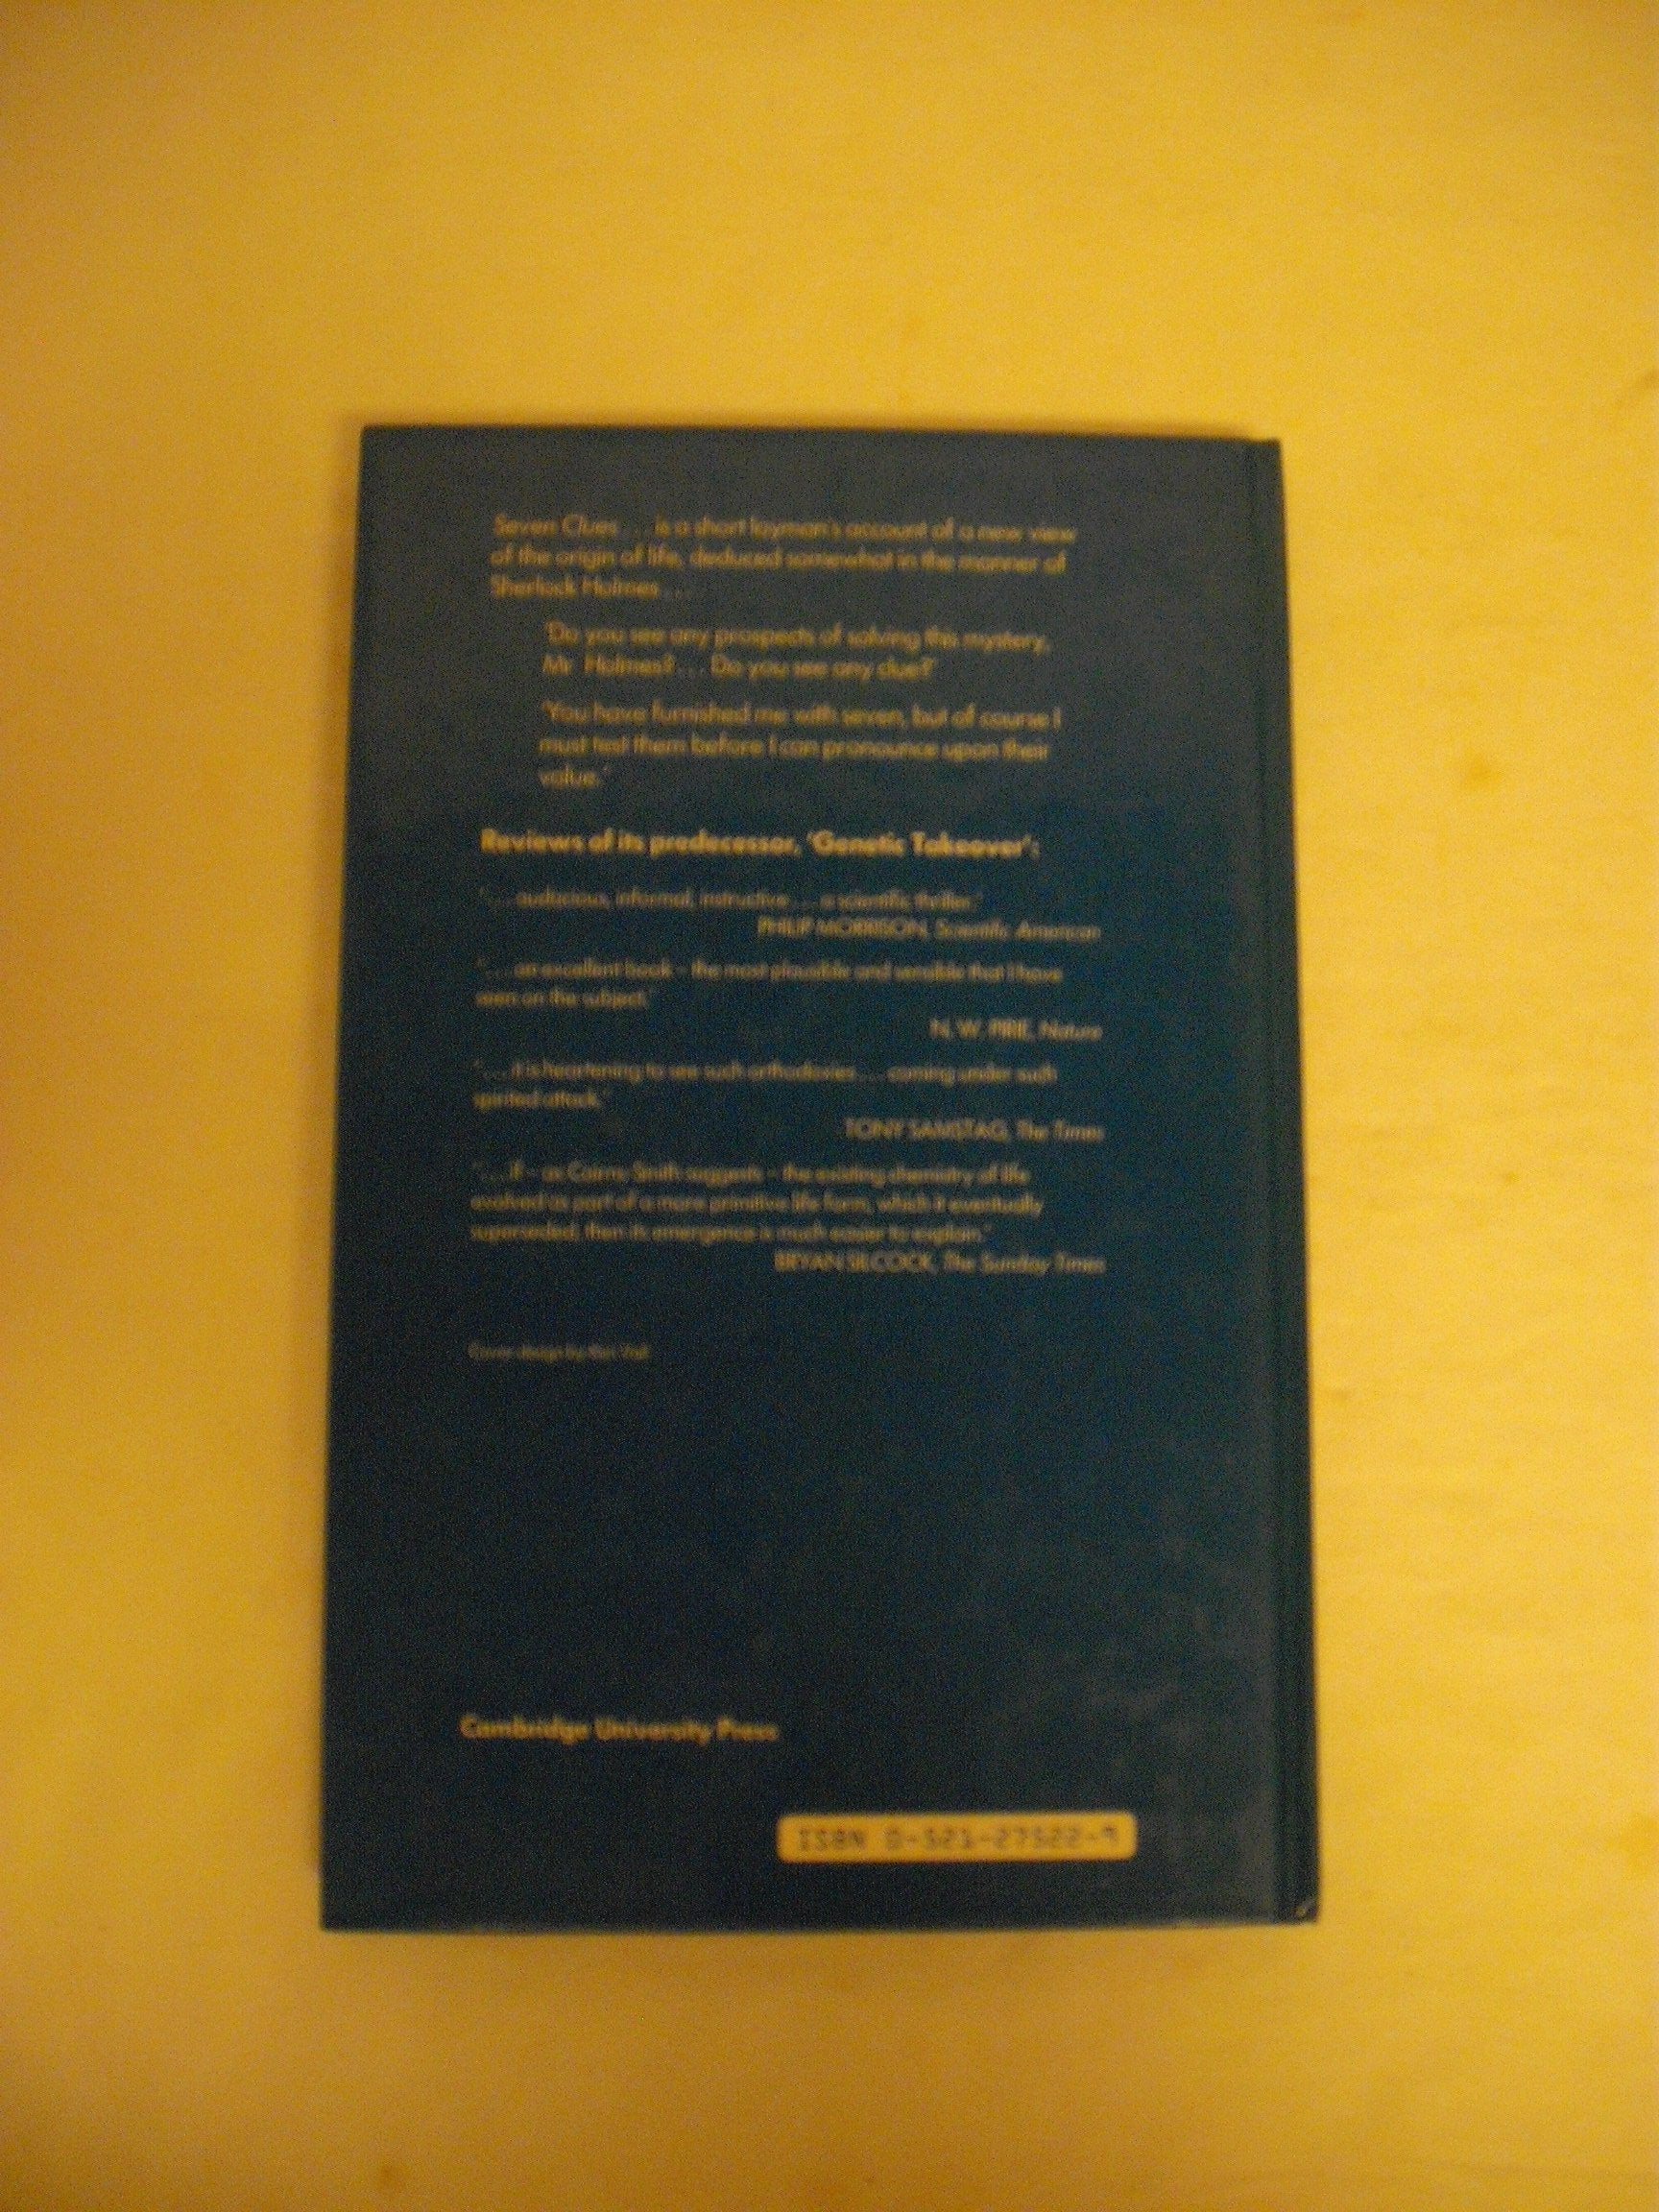 Seven Clues . . . is a short layman's account of a new view
of the origin of life, deduced somewhat in the manner of
Sherlock Holmes . . .
'Do you see any prospects of solving this mystery,
Mr Holmes? . . . Do you see any clue?'
'You have furnished me with seven, but of course I
must test them before I can pronounce upon their
value.'
Reviews of its predecessor, 'Genetic Takeover':
'. . . audacious, informal, instructive . . . a scientific thriller.'
PHILIP MORRISON, Scientific American
'. . . an excellent book – the most plausible and sensible that I have
seen on the subject.'
N. W. PIRIE, Nature
'. . . it is heartening to see such orthodoxies . . . coming under such
spirited attack.'
TONY SAMSTAG, The Times
'. . . if – as Cairns-Smith suggests – the existing chemistry of life
evolved as part of a more primitive life form, which it eventually
superseded, then its emergence is much easier to explain.'
BRYAN SILCOCK, The Sunday Times
Cover design by Ken Vail
Cambridge University Press
ISBN 0-521-27522-9